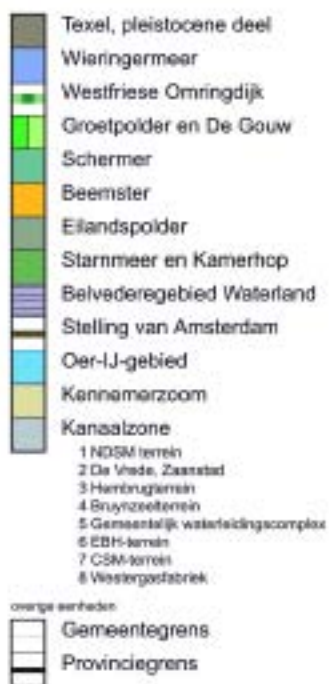 Texel, pleistocene deel
Wieringermeer
Westfriese Omringdijk
Groetpolder en De Gouw
Schermer
Beemster
Eilandspolder
Starnmeer en Kamerhop
Belvederegebied Waterland
Stelling van Amsterdam
Oer-IJ-gebied
Kennemerzoom
Kanaalzone
1 NDSM terrein
2 De Vrede, Zaanstad
3 Hembrugterrein
4 Bruynzeelterrein
5 Gemeentelijk waterleidingscomplex
6 EBH-terrein
7 CSM-terrein
8 Westergasfabriek
overige eenheden
Gemeentegrens
Provinciegrens